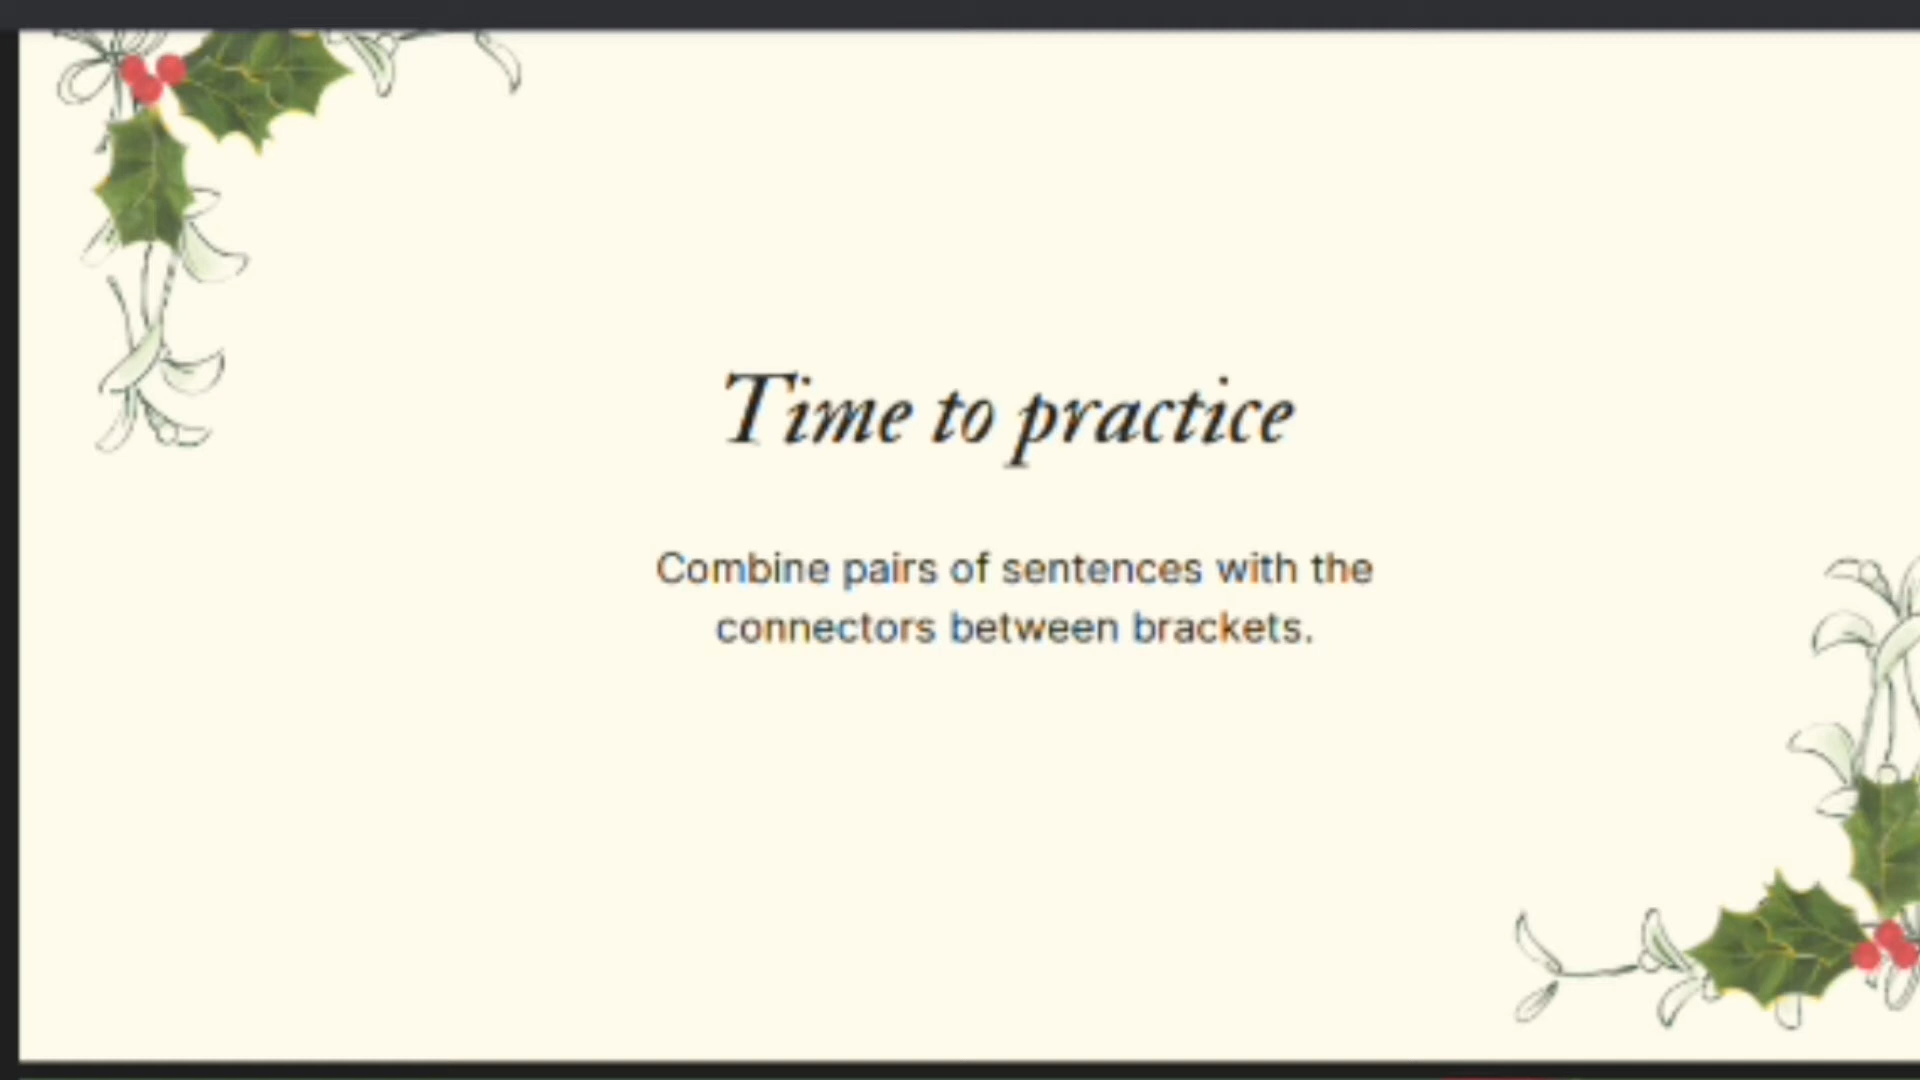 Time to practice
Combine pairs of sentences with the
connectors between brackets.